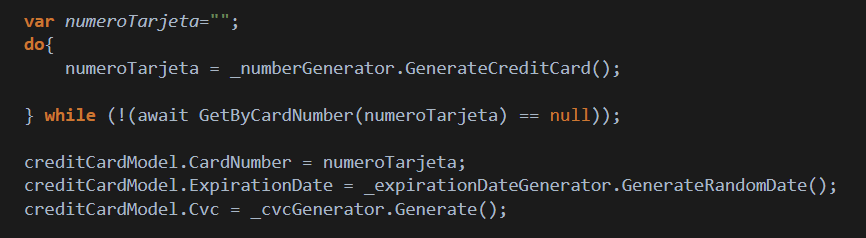 var numeroTarjeta="";
do{
    numeroTarjeta = _numberGenerator.GenerateCreditCard();

} while (!(await GetByCardNumber(numeroTarjeta) == null));

creditCardModel.CardNumber = numeroTarjeta;
creditCardModel.ExpirationDate = _expirationDateGenerator.GenerateRandomDate();
creditCardModel.Cvc = _cvcGenerator.Generate();